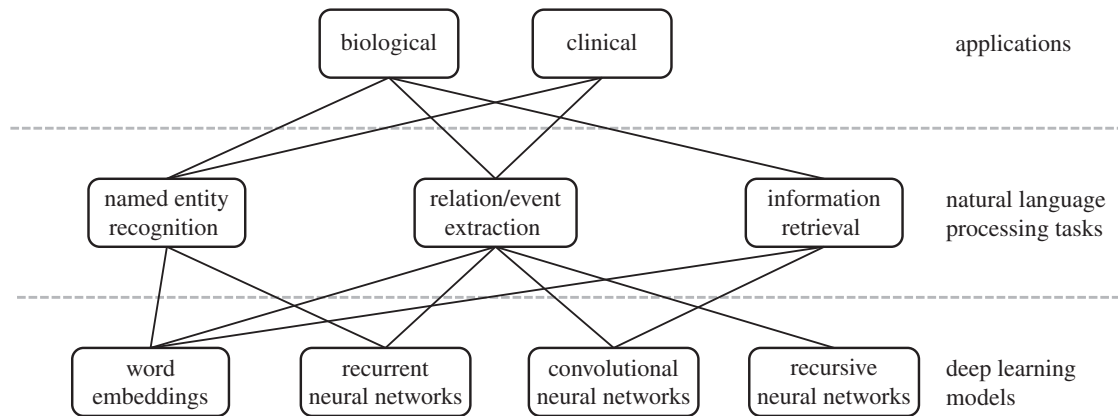 biological
clinical
applications
named entity
recognition
relation/event
extraction
information
retrieval
natural language
processing tasks
word
embeddings
recurrent
neural networks
convolutional
neural networks
recursive
neural networks
deep learning
models